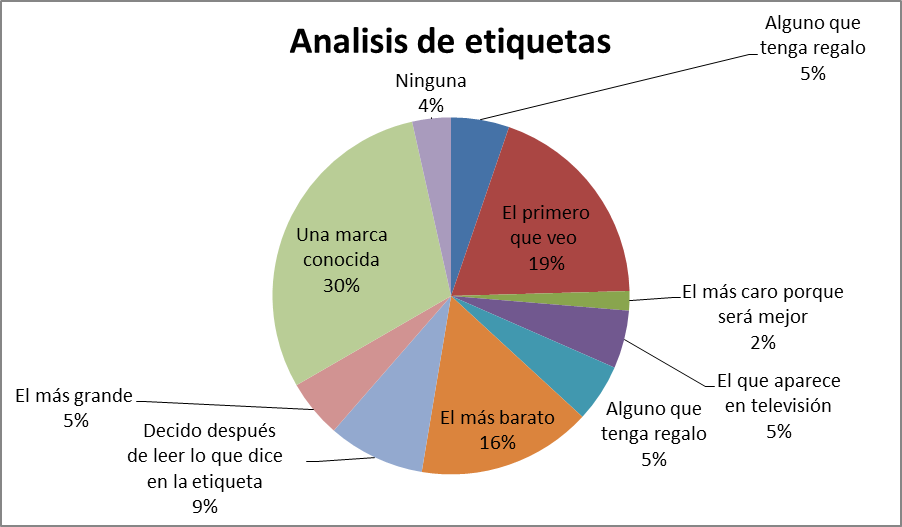 Analisis de etiquetas
Alguno que
tenga regalo
5%
El primero
que veo
19%
El más caro porque
será mejor
2%
El que aparece
en televisión
5%
Alguno que
tenga regalo
5%
El más barato
16%
Decido después
de leer lo que dice
en la etiqueta
9%
El más grande
5%
Una marca
conocida
30%
Ninguna
4%